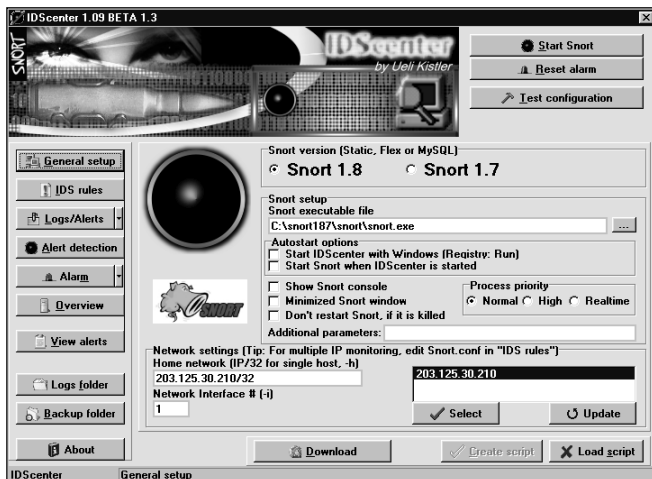 IDScenter 1.09 BETA 1.3
SNORT
IDScenter
by Ueli Kistler
Start Snort
Reset alarm
Test configuration
General setup
IDS rules
Logs/Alerts
Alert detection
Alarm
Overview
View alerts
Logs folder
Backup folder
About
Snort version (Static, Flex or MySQL)
Snort 1.8
Snort 1.7
Snort setup
Snort executable file
C:\snort187\snort\snort.exe
...
Autostart options
Start IDScenter with Windows (Registry: Run)
Start Snort when IDScenter is started
Show Snort console
Minimized Snort window
Don't restart Snort, if it is killed
Process priority
Normal
High
Realtime
Additional parameters:
SNORT
Network settings (Tip: For multiple IP monitoring, edit Snort.conf in "IDS rules")
Home network (IP/32 for single host, -h)
203.125.30.210/32
Network Interface # (-i)
1
203.125.30.210
Select
Update
Download
Create script
Load script
IDScenter
General setup